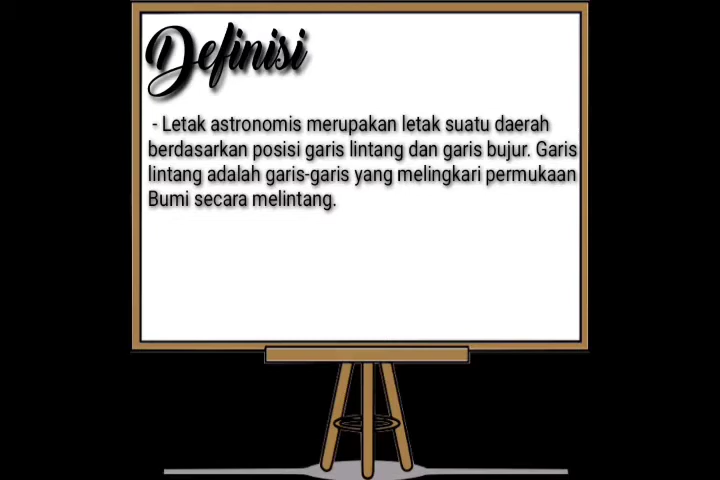 Definisi
- Letak astronomis merupakan letak suatu daerah
berdasarkan posisi garis lintang dan garis bujur. Garis
lintang adalah garis-garis yang melingkari permukaan
Bumi secara melintang.